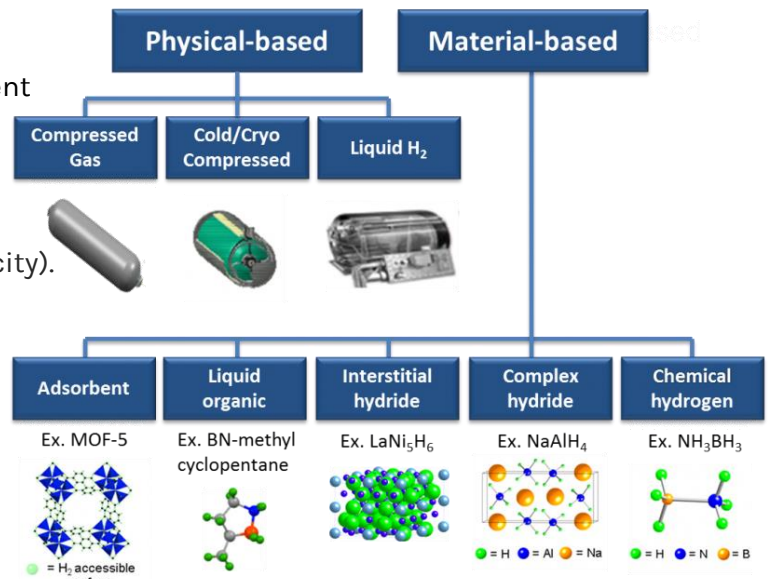 Physical-based
Material-based
ent
Compressed
Gas
Cold/Cryo
Compressed
Liquid H₂
city).
Adsorbent
Liquid
organic
Interstitial
hydride
Complex
hydride
Chemical
hydrogen
Ex. MOF-5
Ex. BN-methyl
cyclopentane
Ex. LaNi₅H₆
Ex. NaAlH₄
Ex. NH₃BH₃
= H₂ accessible
= H
= Al
= Na
= H
= N
= B